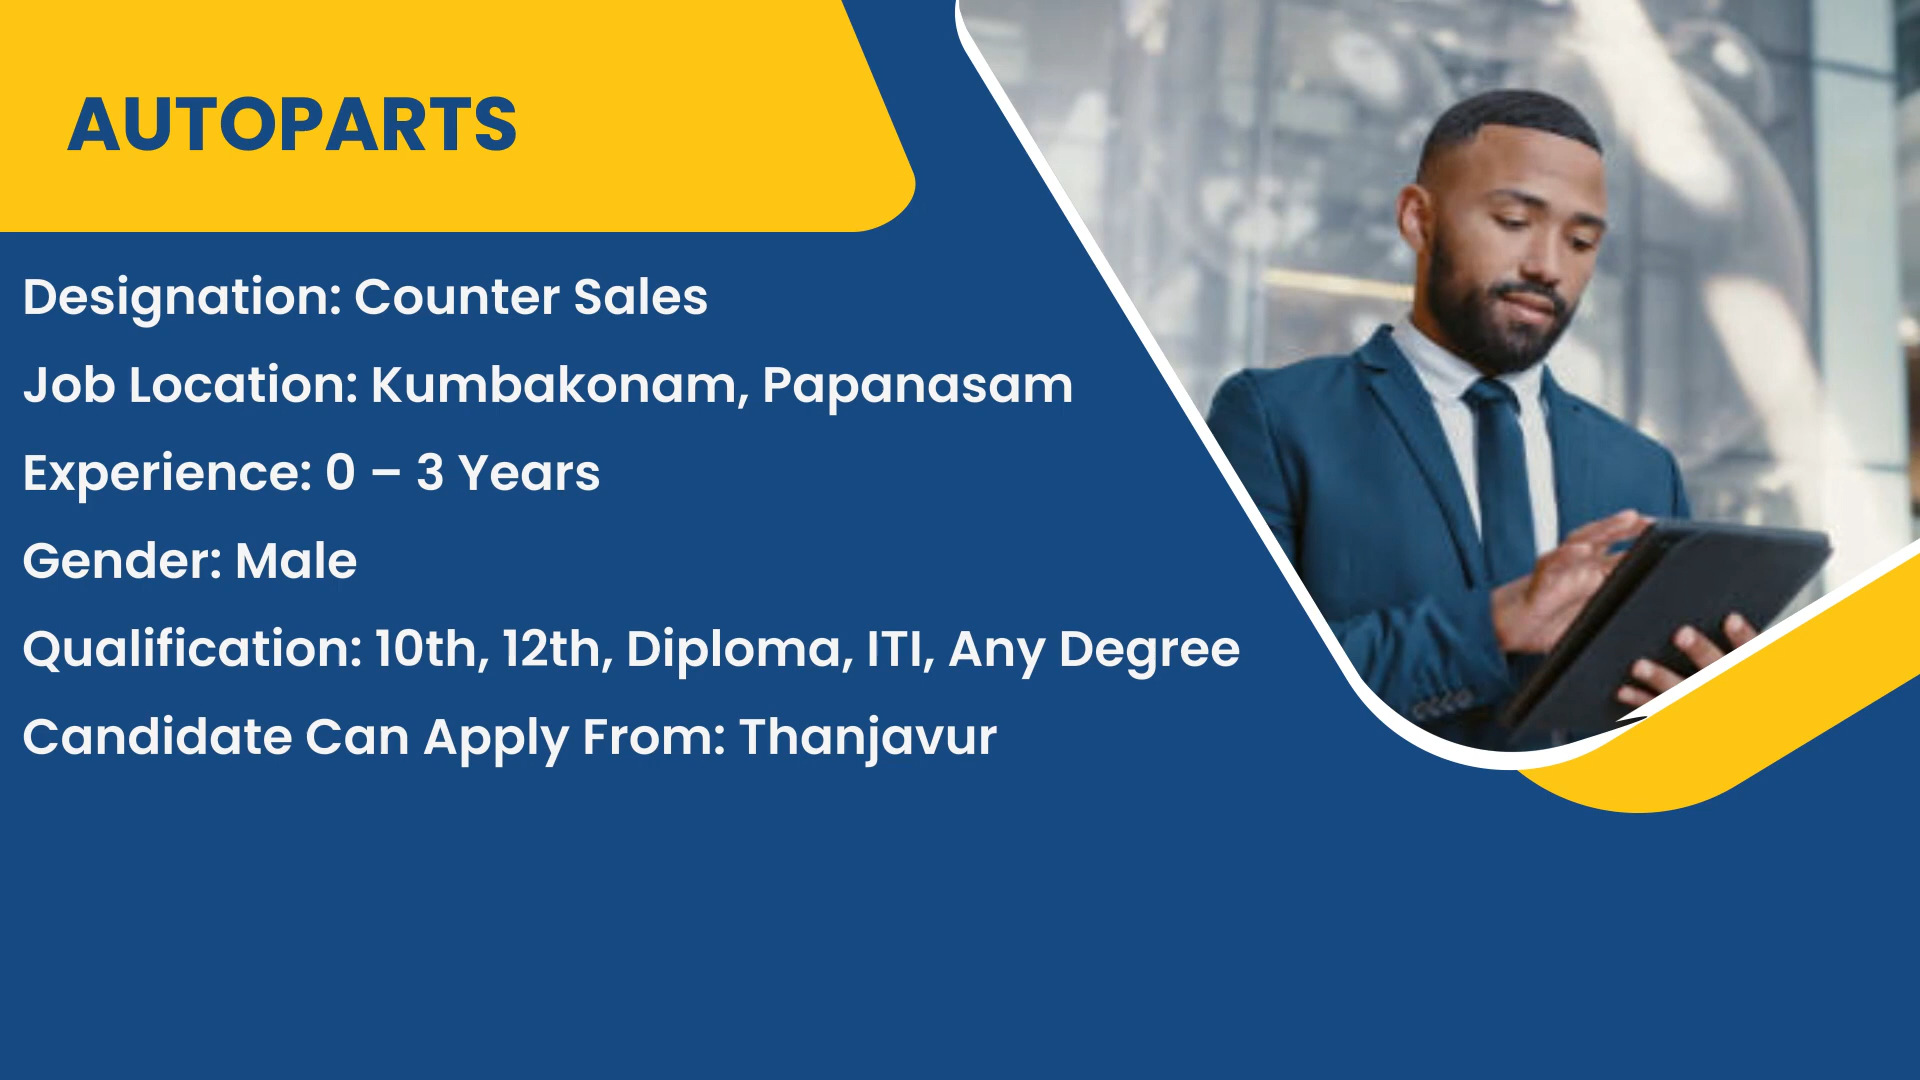 AUTOPARTS
Designation: Counter Sales
Job Location: Kumbakonam, Papanasam
Experience: 0 – 3 Years
Gender: Male
Qualification: 10th, 12th, Diploma, ITI, Any Degree
Candidate Can Apply From: Thanjavur